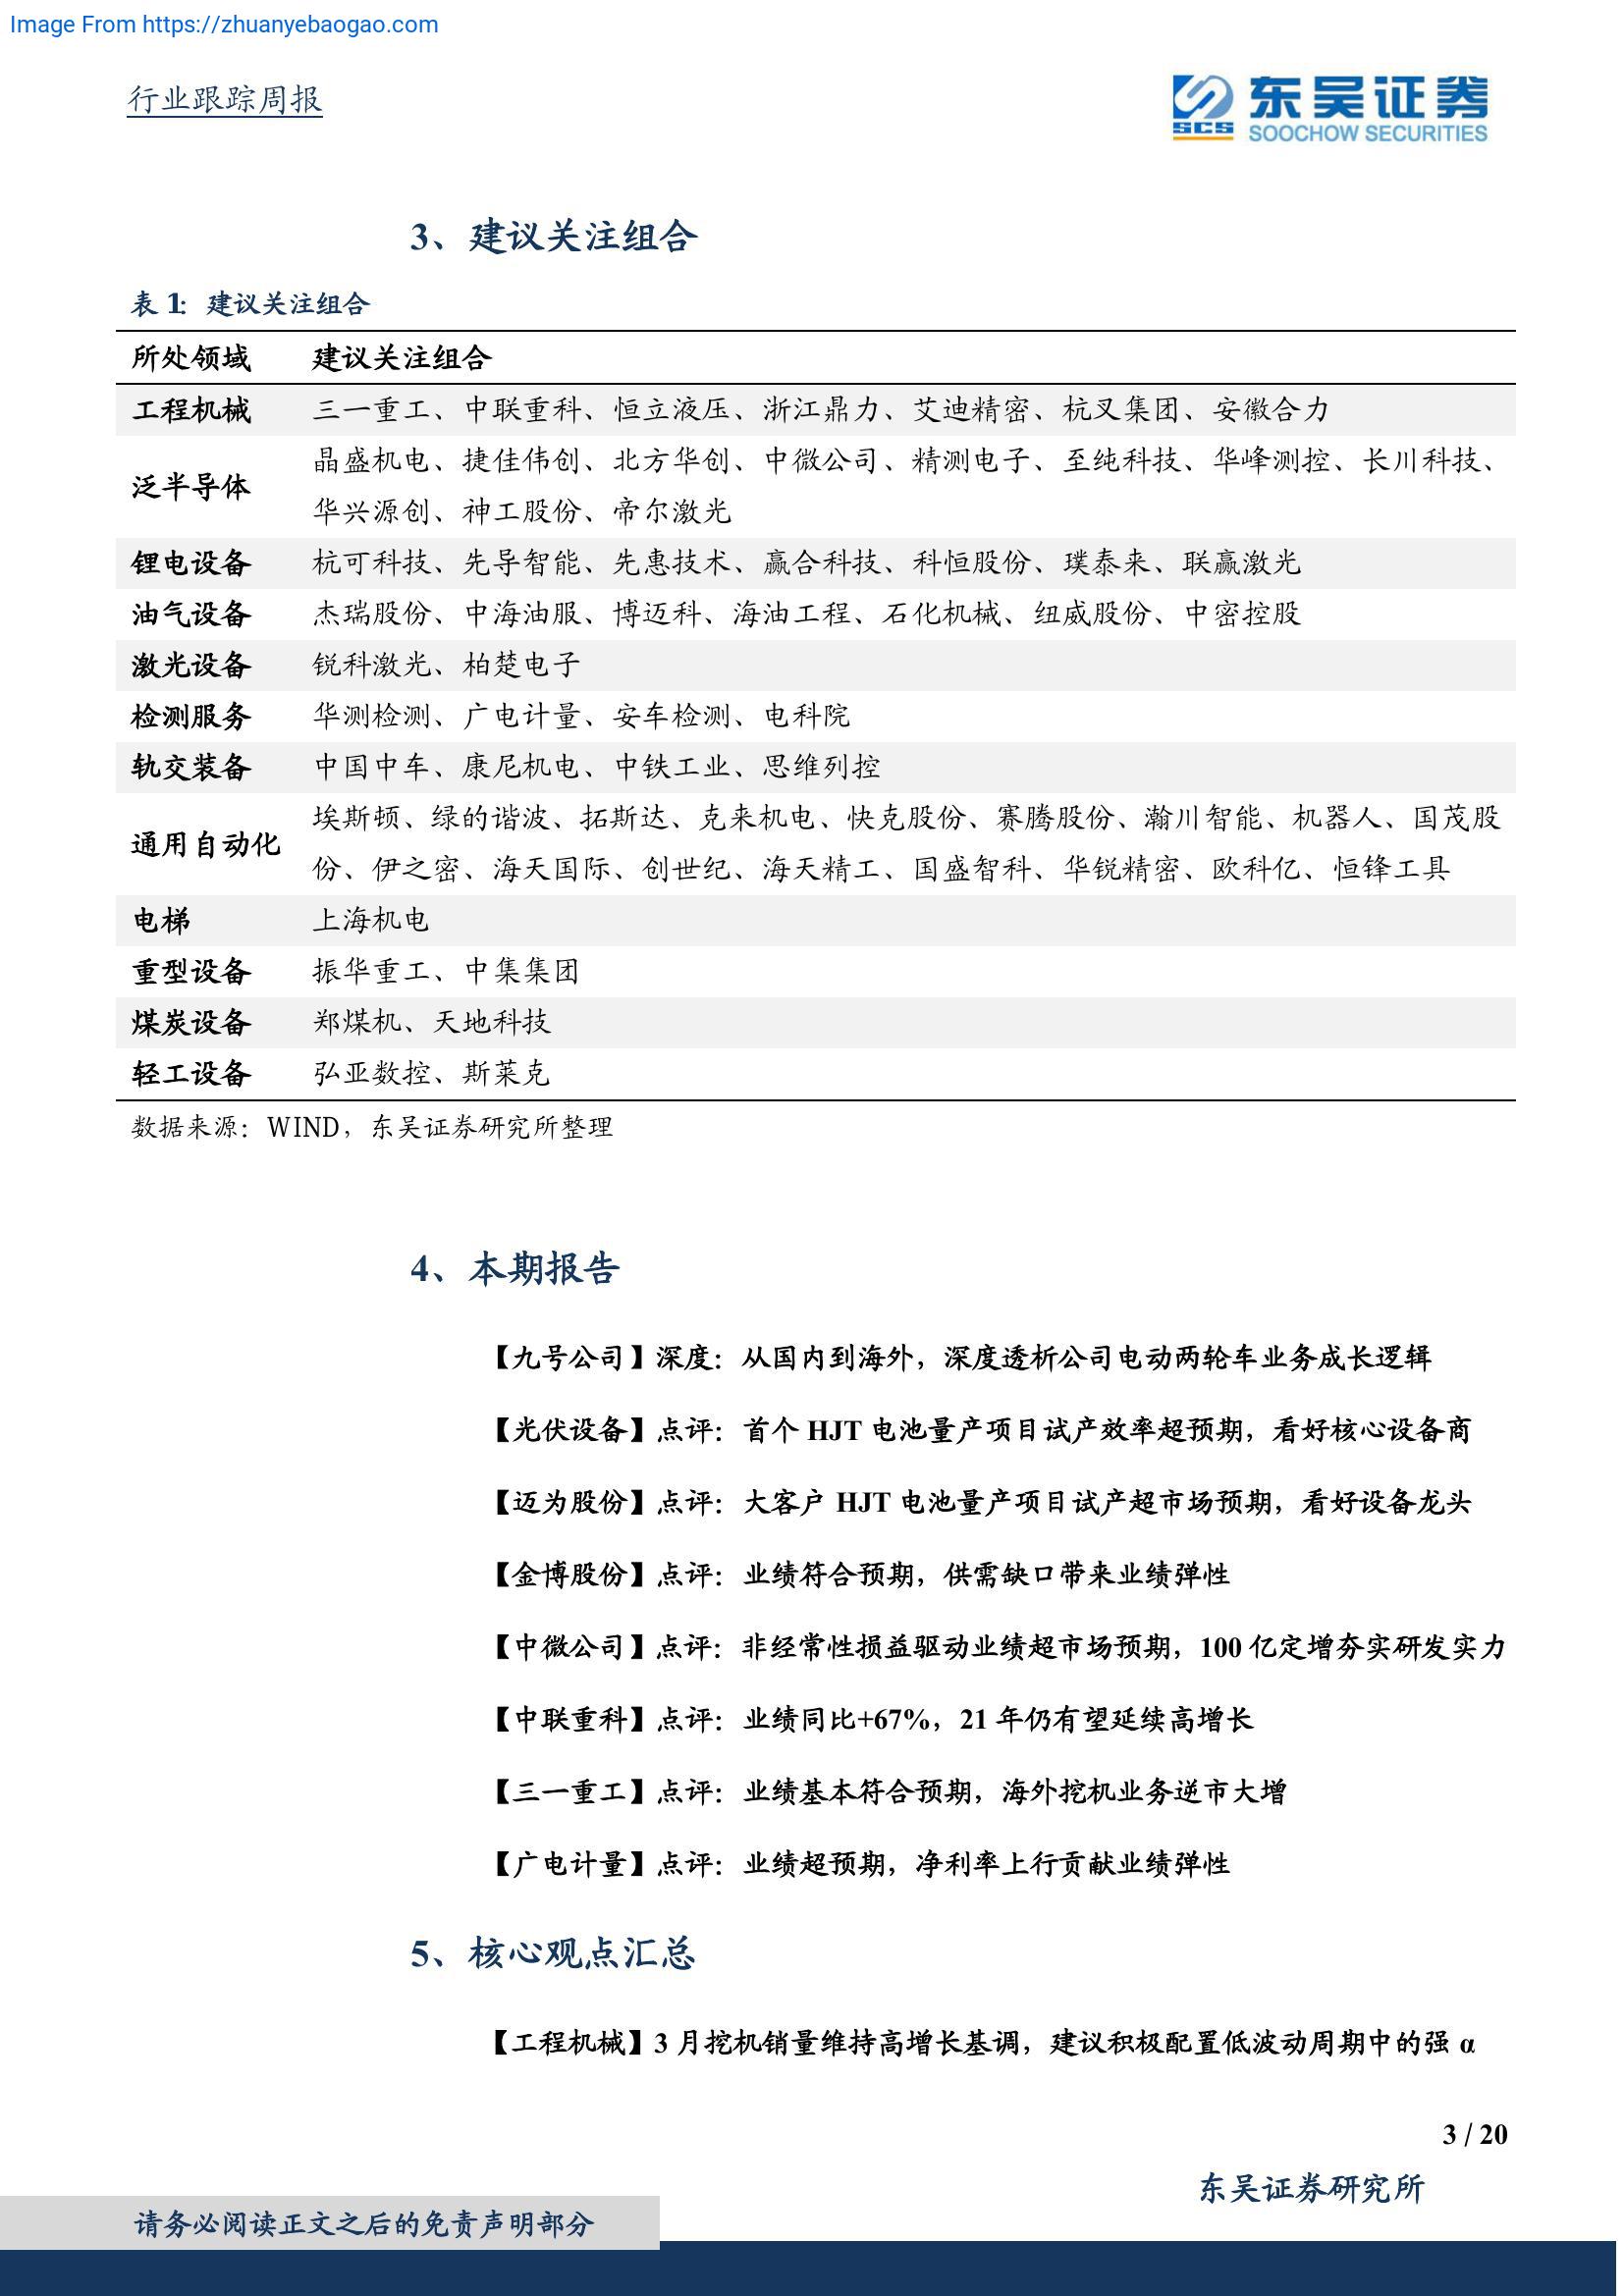 Image From https://zhuanyebaogao.com
行业跟踪周报
SCS
东吴证券
SOOCHOW SECURITIES
3、建议关注组合
表 1：建议关注组合
所处领域 建议关注组合
工程机械 三一重工、中联重科、恒立液压、浙江鼎力、艾迪精密、杭叉集团、安徽合力
泛半导体 晶盛机电、捷佳伟创、北方华创、中微公司、精测电子、至纯科技、华峰测控、长川科技、
华兴源创、神工股份、帝尔激光
锂电设备 杭可科技、先导智能、先惠技术、赢合科技、科恒股份、璞泰来、联赢激光
油气设备 杰瑞股份、中海油服、博迈科、海油工程、石化机械、纽威股份、中密控股
激光设备 锐科激光、柏楚电子
检测服务 华测检测、广电计量、安车检测、电科院
轨交装备 中国中车、康尼机电、中铁工业、思维列控
通用自动化 埃斯顿、绿的谐波、拓斯达、克来机电、快克股份、赛腾股份、瀚川智能、机器人、国茂股
份、伊之密、海天国际、创世纪、海天精工、国盛智科、华锐精密、欧科亿、恒锋工具
电梯 上海机电
重型设备 振华重工、中集集团
煤炭设备 郑煤机、天地科技
轻工设备 弘亚数控、斯莱克
数据来源：WIND，东吴证券研究所整理
4、本期报告
【九号公司】深度：从国内到海外，深度透析公司电动两轮车业务成长逻辑
【光伏设备】点评：首个 HJT 电池量产项目试产效率超预期，看好核心设备商
【迈为股份】点评：大客户 HJT 电池量产项目试产超市场预期，看好设备龙头
【金博股份】点评：业绩符合预期，供需缺口带来业绩弹性
【中微公司】点评：非经常性损益驱动业绩超市场预期，100 亿定增夯实研发实力
【中联重科】点评：业绩同比+67%，21 年仍有望延续高增长
【三一重工】点评：业绩基本符合预期，海外挖机业务逆市大增
【广电计量】点评：业绩超预期，净利率上行贡献业绩弹性
5、核心观点汇总
【工程机械】3 月挖机销量维持高增长基调，建议积极配置低波动周期中的强 α
3 / 20
东吴证券研究所
请务必阅读正文之后的免责声明部分